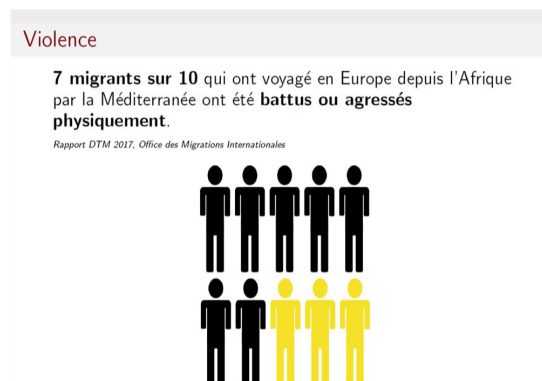 Violence
7 migrants sur 10 qui ont voyagé en Europe depuis l'Afrique
par la Méditerranée ont été battus ou agressés
physiquement.
Rapport DTM 2017, Office des Migrations Internationales